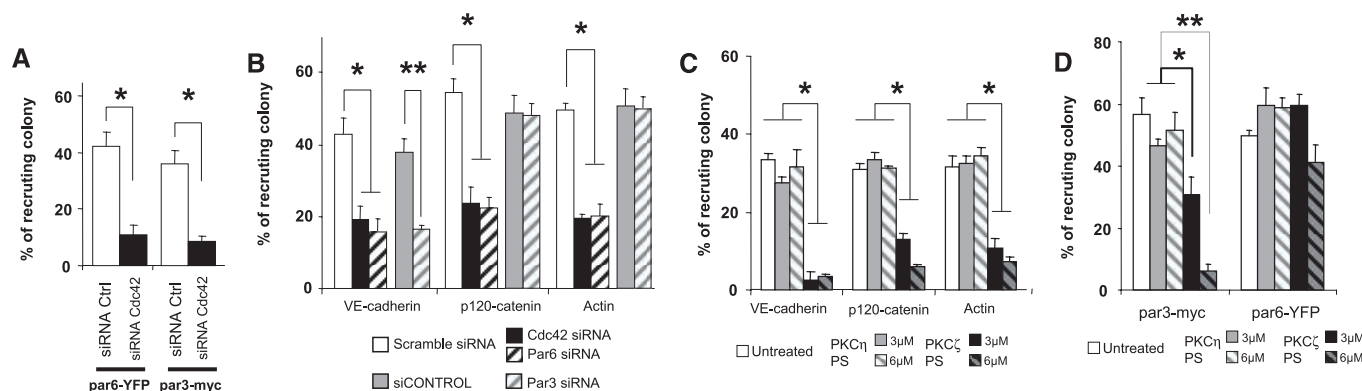 A
% of recruiting colony
60
40
20
0
* *
siRNA Ctrl
siRNA Cdc42
siRNA Ctrl
siRNA Cdc42
par6-YFP par3-myc
B
% of recruiting colony
60
40
20
0
* ** * *
VE-cadherin p120-catenin Actin
Scramble siRNA
siCONTROL
Cdc42 siRNA
Par6 siRNA
Par3 siRNA
C
% of recruiting colony
60
40
20
0
* * *
VE-cadherin p120-catenin Actin
Untreated
PKCη 3μM PKCζ 3μM
PS 6μM PS 6μM
D
% of recruiting colony
80
60
40
20
0
**
*
par3-myc par6-YFP
Untreated
PKCη 3μM PKCζ 3μM
PS 6μM PS 6μM